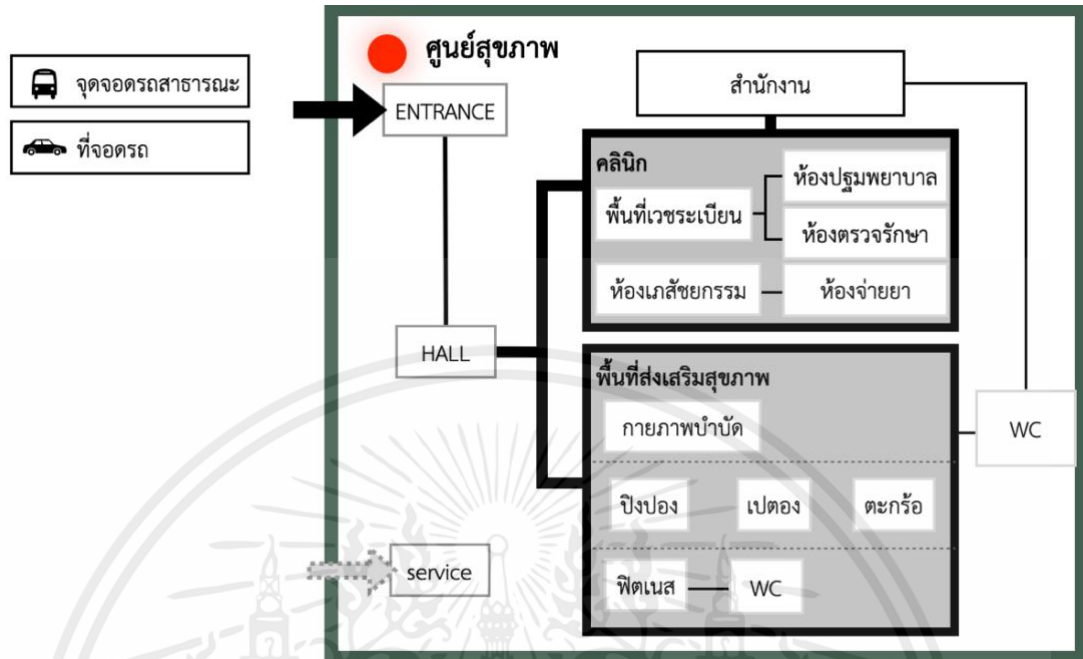 จุดจอดรถสาธารณะ
ที่จอดรถ
ศูนย์สุขภาพ
ENTRANCE
HALL
service
สำนักงาน
คลินิก
พื้นที่เวชระเบียน
ห้องปฐมพยาบาล
ห้องตรวจรักษา
ห้องเภสัชยกรรม
ห้องจ่ายยา
พื้นที่ส่งเสริมสุขภาพ
กายภาพบำบัด
ปิงปอง
เปตอง
ตะกร้อ
ฟิตเนส
WC
WC